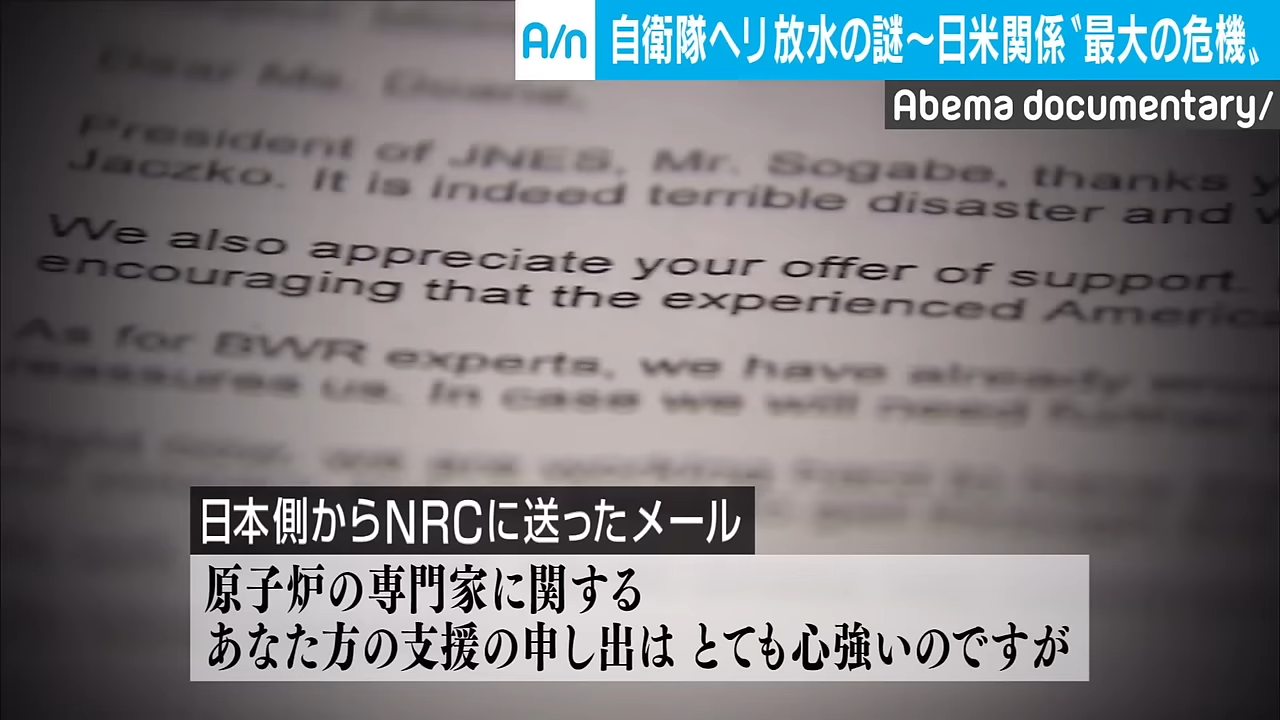 A/n
自衛隊ヘリ放水の謎～日米関係〝最大の危機〟
Abema documentary/
Dear Ms. Doane,
President of JNES, Mr. Sogabe, thanks y
Jaczko. It is indeed terrible disaster and
We also appreciate your offer of support.
encouraging that the experienced America
As for BWR experts, we have already
reassures us. In case we will need further
日本側からNRCに送ったメール
原子炉の専門家に関する
あなた方の支援の申し出は とても心強いのですが